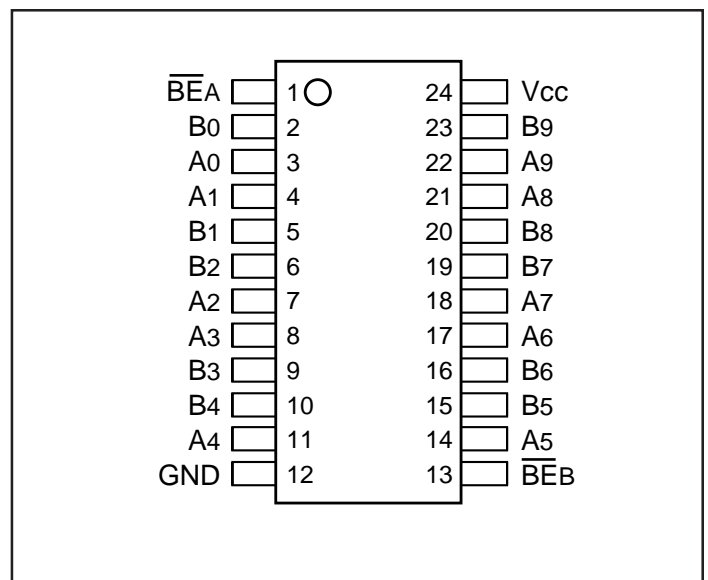 B̅E̅A 1 24 Vcc
B0 2 23 B9
A0 3 22 A9
A1 4 21 A8
B1 5 20 B8
B2 6 19 B7
A2 7 18 A7
A3 8 17 A6
B3 9 16 B6
B4 10 15 B5
A4 11 14 A5
GND 12 13 B̅E̅B